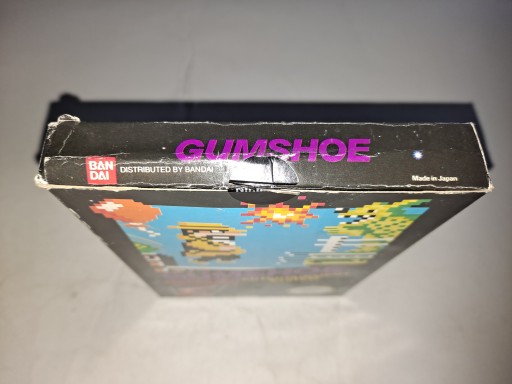 GUMSHOE
BAN
DAI
DISTRIBUTED BY BANDAI
Made in Japan